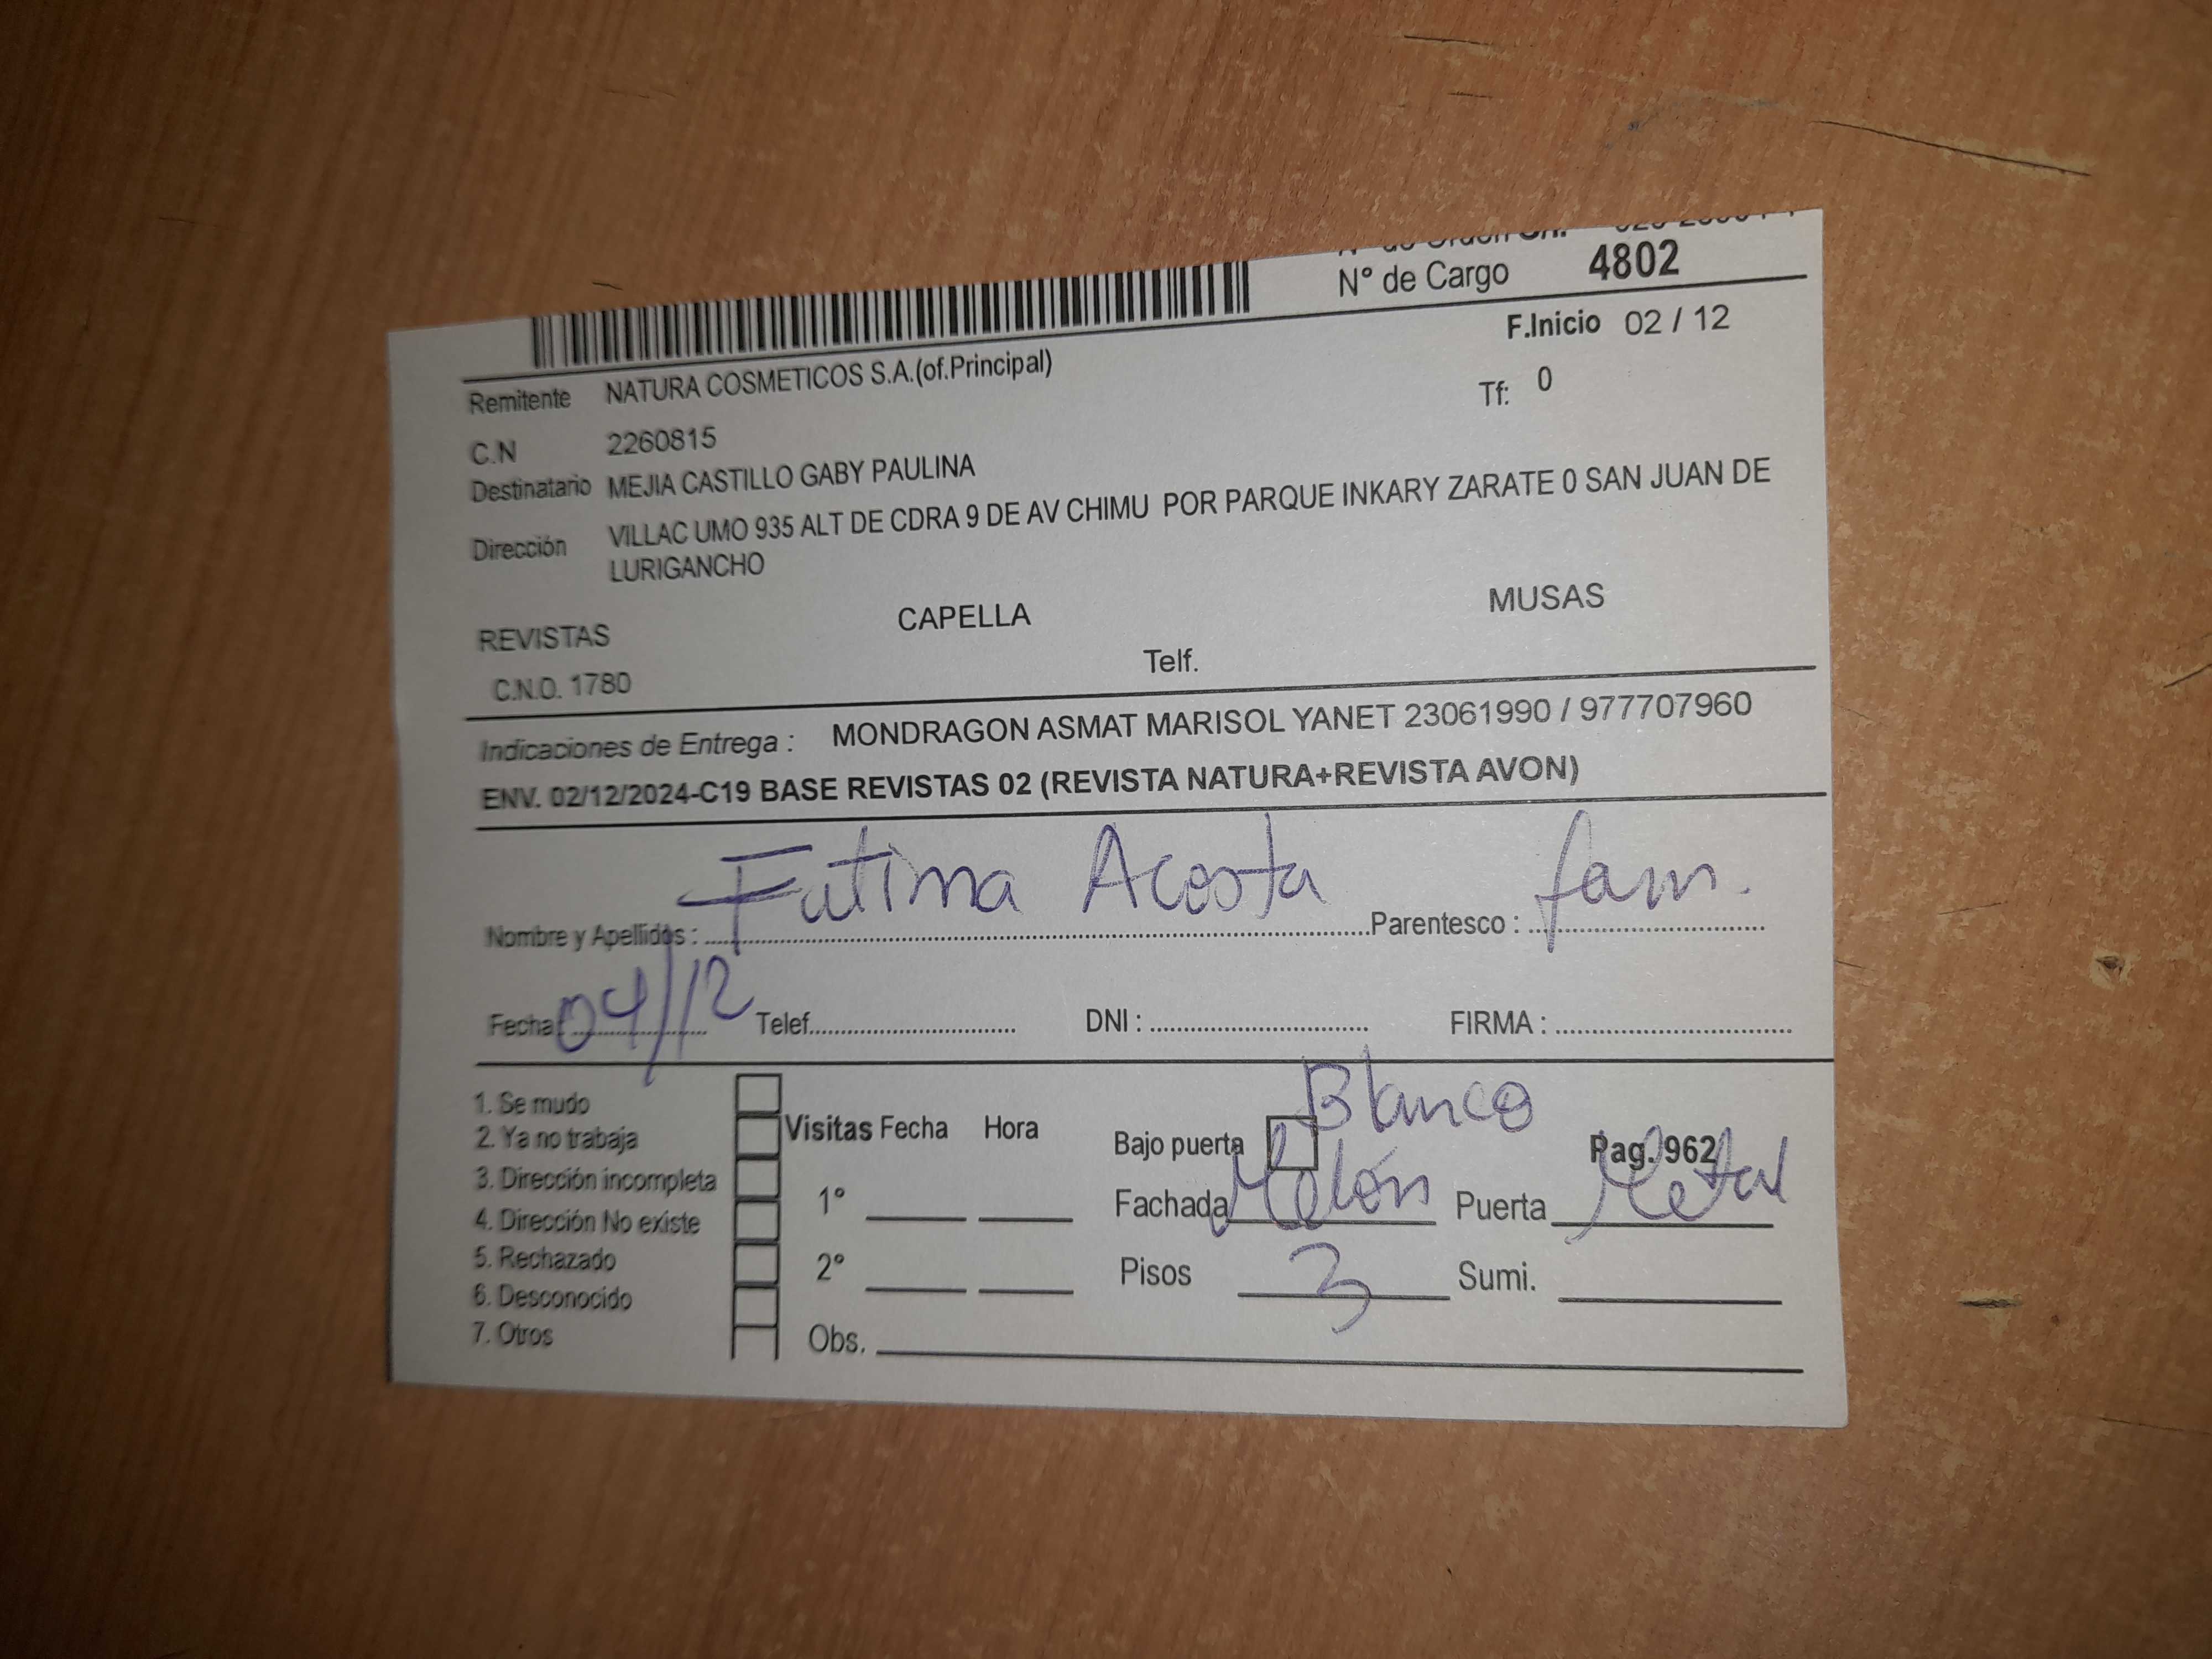 N° de Cargo 4802
F.Inicio 02 / 12
Remitente NATURA COSMETICOS S.A.(of.Principal)
Tf: 0
C.N 2260815
Destinatario MEJIA CASTILLO GABY PAULINA
Dirección VILLAC UMO 935 ALT DE CDRA 9 DE AV CHIMU POR PARQUE INKARY ZARATE 0 SAN JUAN DE
LURIGANCHO
REVISTAS CAPELLA MUSAS
C.N.O. 1780 Telf.
Indicaciones de Entrega : MONDRAGON ASMAT MARISOL YANET 23061990 / 977707960
ENV. 02/12/2024-C19 BASE REVISTAS 02 (REVISTA NATURA+REVISTA AVON)
Nombre y Apellidos : Fatima Acosta Parentesco : fam.
Fecha: 04/12 Telef. DNI : FIRMA :
1. Se mudo
2. Ya no trabaja
3. Dirección incompleta
4. Dirección No existe
5. Rechazado
6. Desconocido
7. Otros
Visitas Fecha Hora
1°
2°
Obs.
Blanco
Bajo puerta Pag. 962
Fachada Melón Puerta Metal
Pisos 3 Sumi.